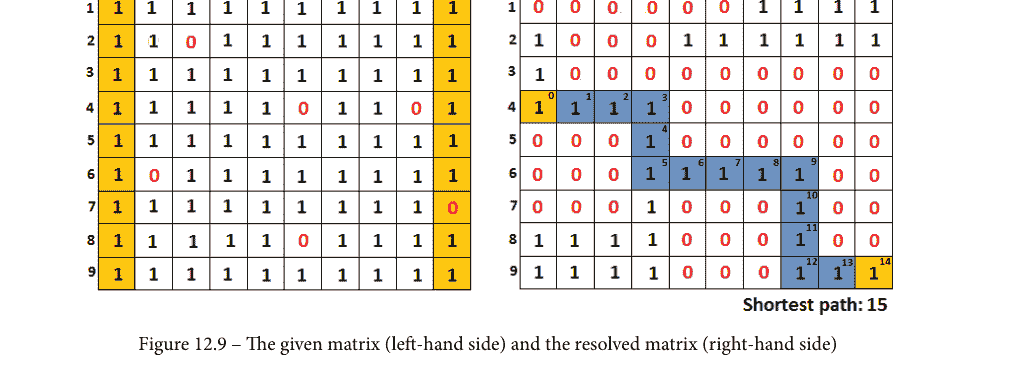 1 1 1 1 1 1 1 1 1 1 1
2 1 1 0 1 1 1 1 1 1 1
3 1 1 1 1 1 1 1 1 1 1
4 1 1 1 1 1 0 1 1 0 1
5 1 1 1 1 1 1 1 1 1 1
6 1 0 1 1 1 1 1 1 1 1
7 1 1 1 1 1 1 1 1 1 0
8 1 1 1 1 1 0 1 1 1 1
9 1 1 1 1 1 1 1 1 1 1
1 0 0 0 0 0 0 1 1 1 1
2 1 0 0 0 1 1 1 1 1 1
3 1 0 0 0 0 0 0 0 0 0
4 1 0 1 1 1 2 1 3 0 0 0 0 0 0
5 0 0 0 1 4 0 0 0 0 0 0
6 0 0 0 1 5 1 6 1 7 1 8 1 9 0 0
7 0 0 0 1 0 0 0 1 10 0 0
8 1 1 1 1 0 0 0 1 11 0 0
9 1 1 1 1 0 0 0 1 12 1 13 1 14
Shortest path: 15
Figure 12.9 – The given matrix (left-hand side) and the resolved matrix (right-hand side)